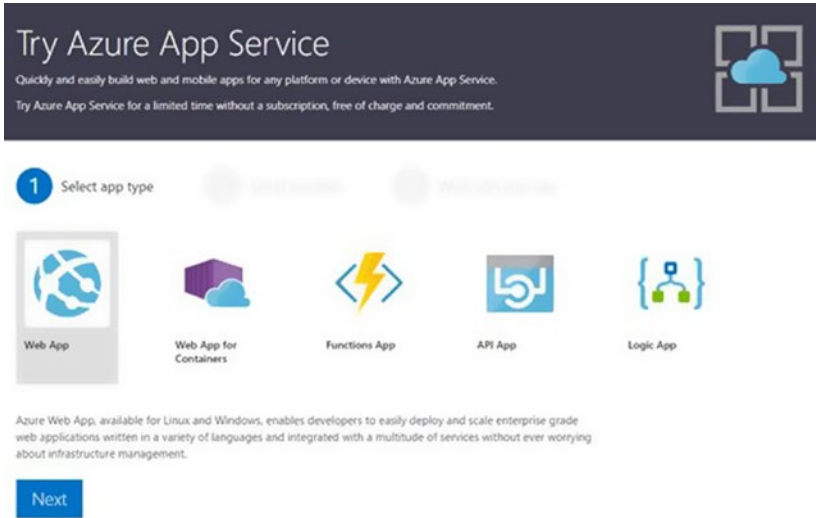 Try Azure App Service
Quickly and easily build web and mobile apps for any platform or device with Azure App Service.
Try Azure App Service for a limited time without a subscription, free of charge and commitment.
1 Select app type
Web App
Web App for
Containers
Functions App
API App
Logic App
Azure Web App, available for Linux and Windows, enables developers to easily deploy and scale enterprise grade
web applications written in a variety of languages and integrated with a multitude of services without ever worrying
about infrastructure management.
Next